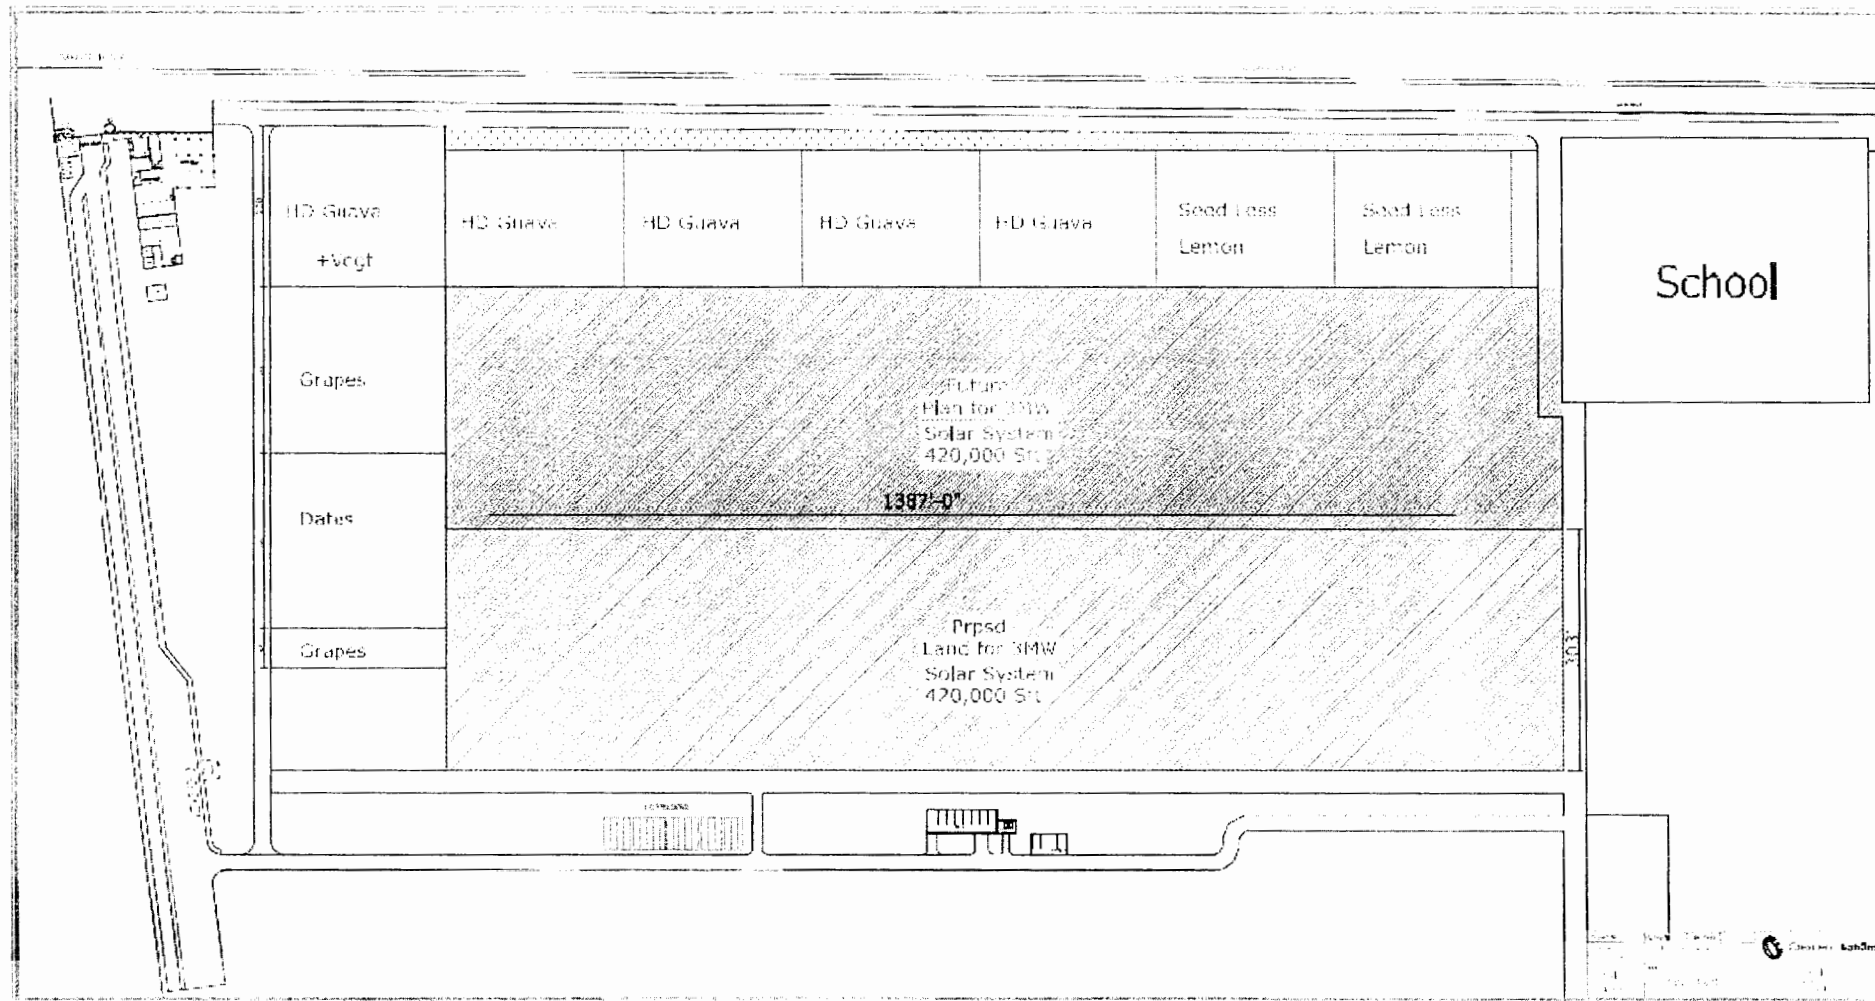 HD Guava
+Vegt
HD Guava
HD Guava
HD Guava
HD Guava
Seed Less
Lemon
Seed Less
Lemon
School
Grapes
Future
Plan for 3MW
Solar System
420,000 Sft
1387'-0"
Dates
Prpsd
Land for 3MW
Solar System
420,000 Sft
303'
Grapes